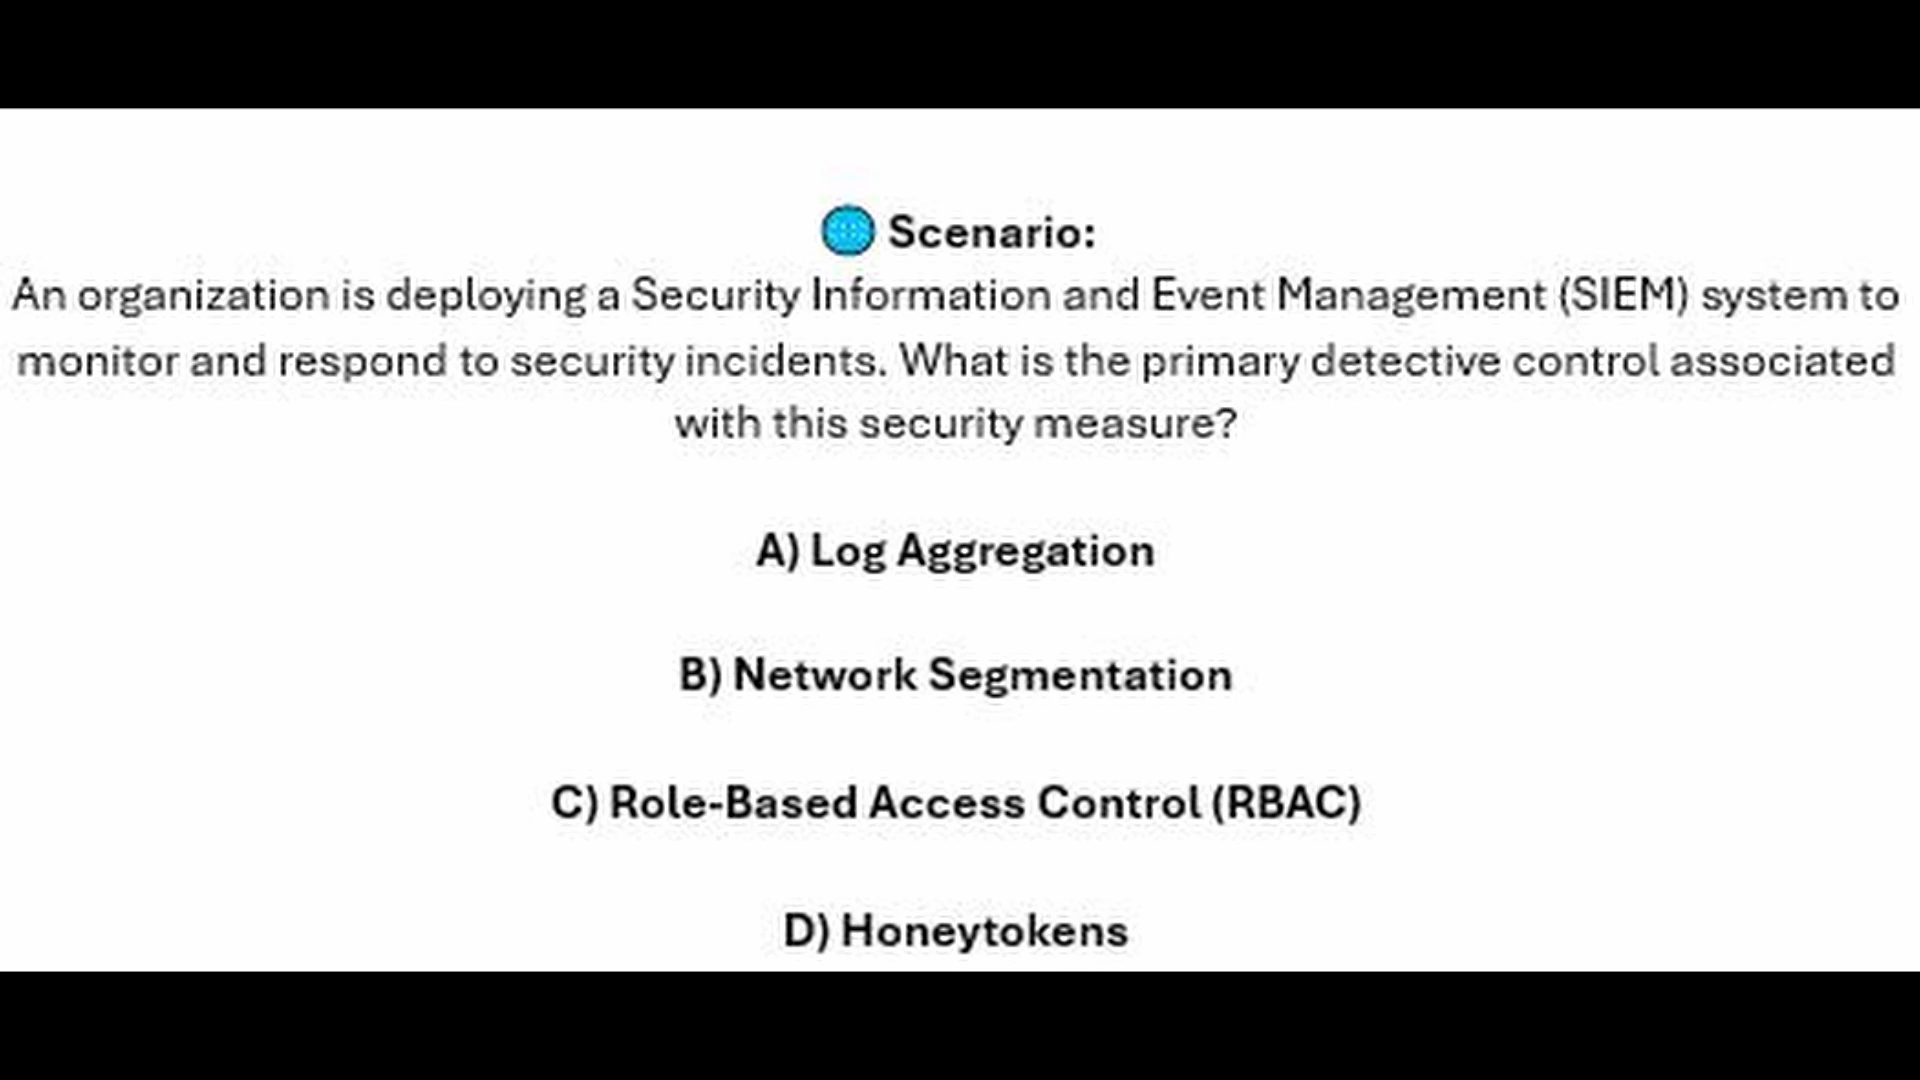 Scenario:
An organization is deploying a Security Information and Event Management (SIEM) system to
monitor and respond to security incidents. What is the primary detective control associated
with this security measure?
A) Log Aggregation
B) Network Segmentation
C) Role-Based Access Control (RBAC)
D) Honeytokens